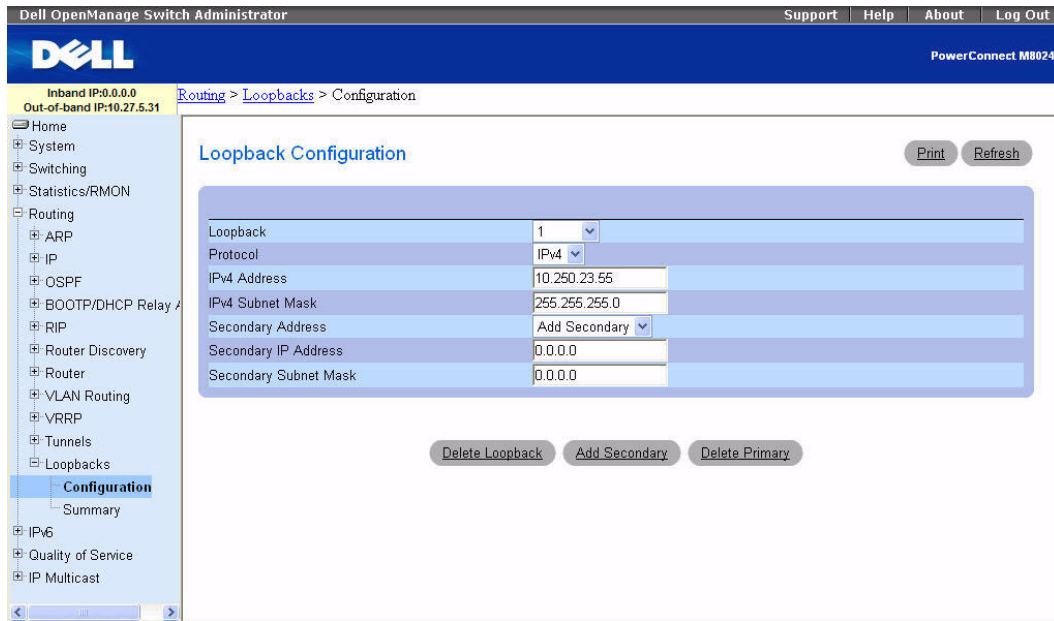 Dell OpenManage Switch Administrator
Support Help About Log Out
DELL
PowerConnect M8024
Inband IP:0.0.0.0
Out-of-band IP:10.27.5.31
Routing > Loopbacks > Configuration
Home
System
Switching
Statistics/RMON
Routing
ARP
IP
OSPF
BOOTP/DHCP Relay
RIP
Router Discovery
Router
VLAN Routing
VRRP
Tunnels
Loopbacks
Configuration
Summary
IPv6
Quality of Service
IP Multicast
Loopback Configuration
Print Refresh
Loopback 1
Protocol IPv4
IPv4 Address 10.250.23.55
IPv4 Subnet Mask 255.255.255.0
Secondary Address Add Secondary
Secondary IP Address 0.0.0.0
Secondary Subnet Mask 0.0.0.0
Delete Loopback Add Secondary Delete Primary